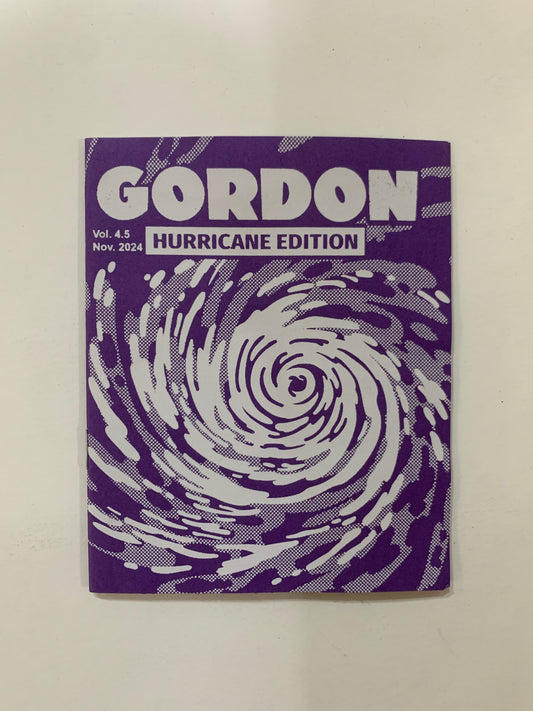 GORDON
Vol. 4.5
Nov. 2024
HURRICANE EDITION